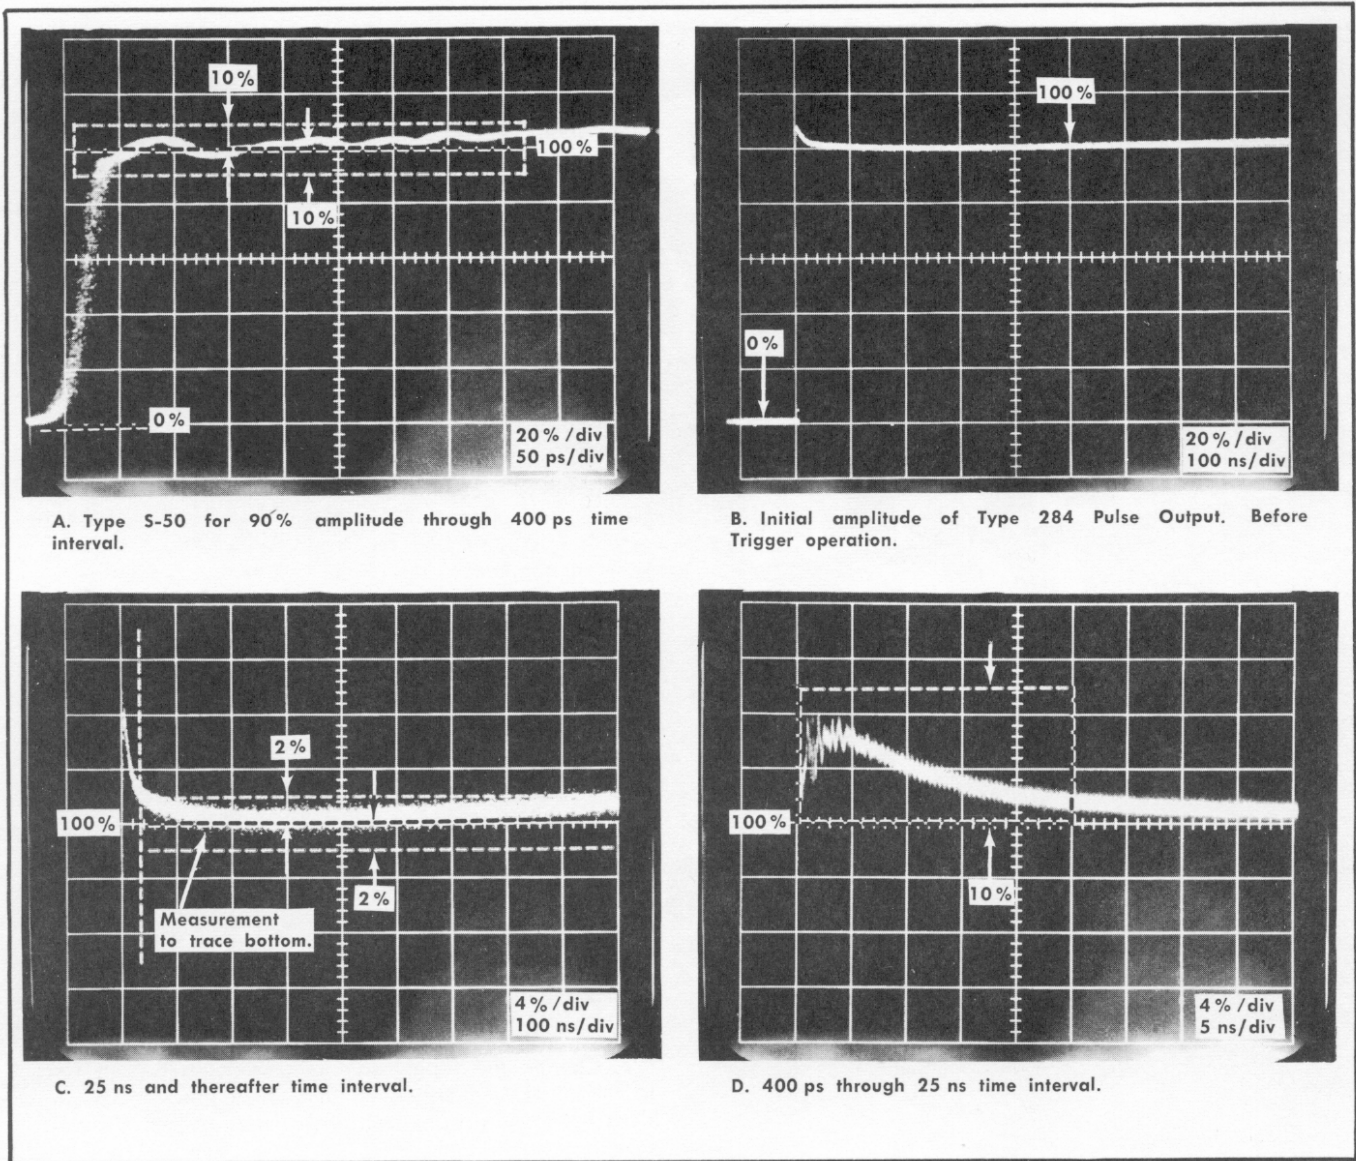 10%
100%
10%
0%
20%/div
50 ps/div
A. Type S-50 for 90% amplitude through 400 ps time
interval.
100%
0%
20%/div
100 ns/div
B. Initial amplitude of Type 284 Pulse Output. Before
Trigger operation.
2%
100%
2%
Measurement
to trace bottom.
4%/div
100 ns/div
C. 25 ns and thereafter time interval.
100%
10%
4%/div
5 ns/div
D. 400 ps through 25 ns time interval.